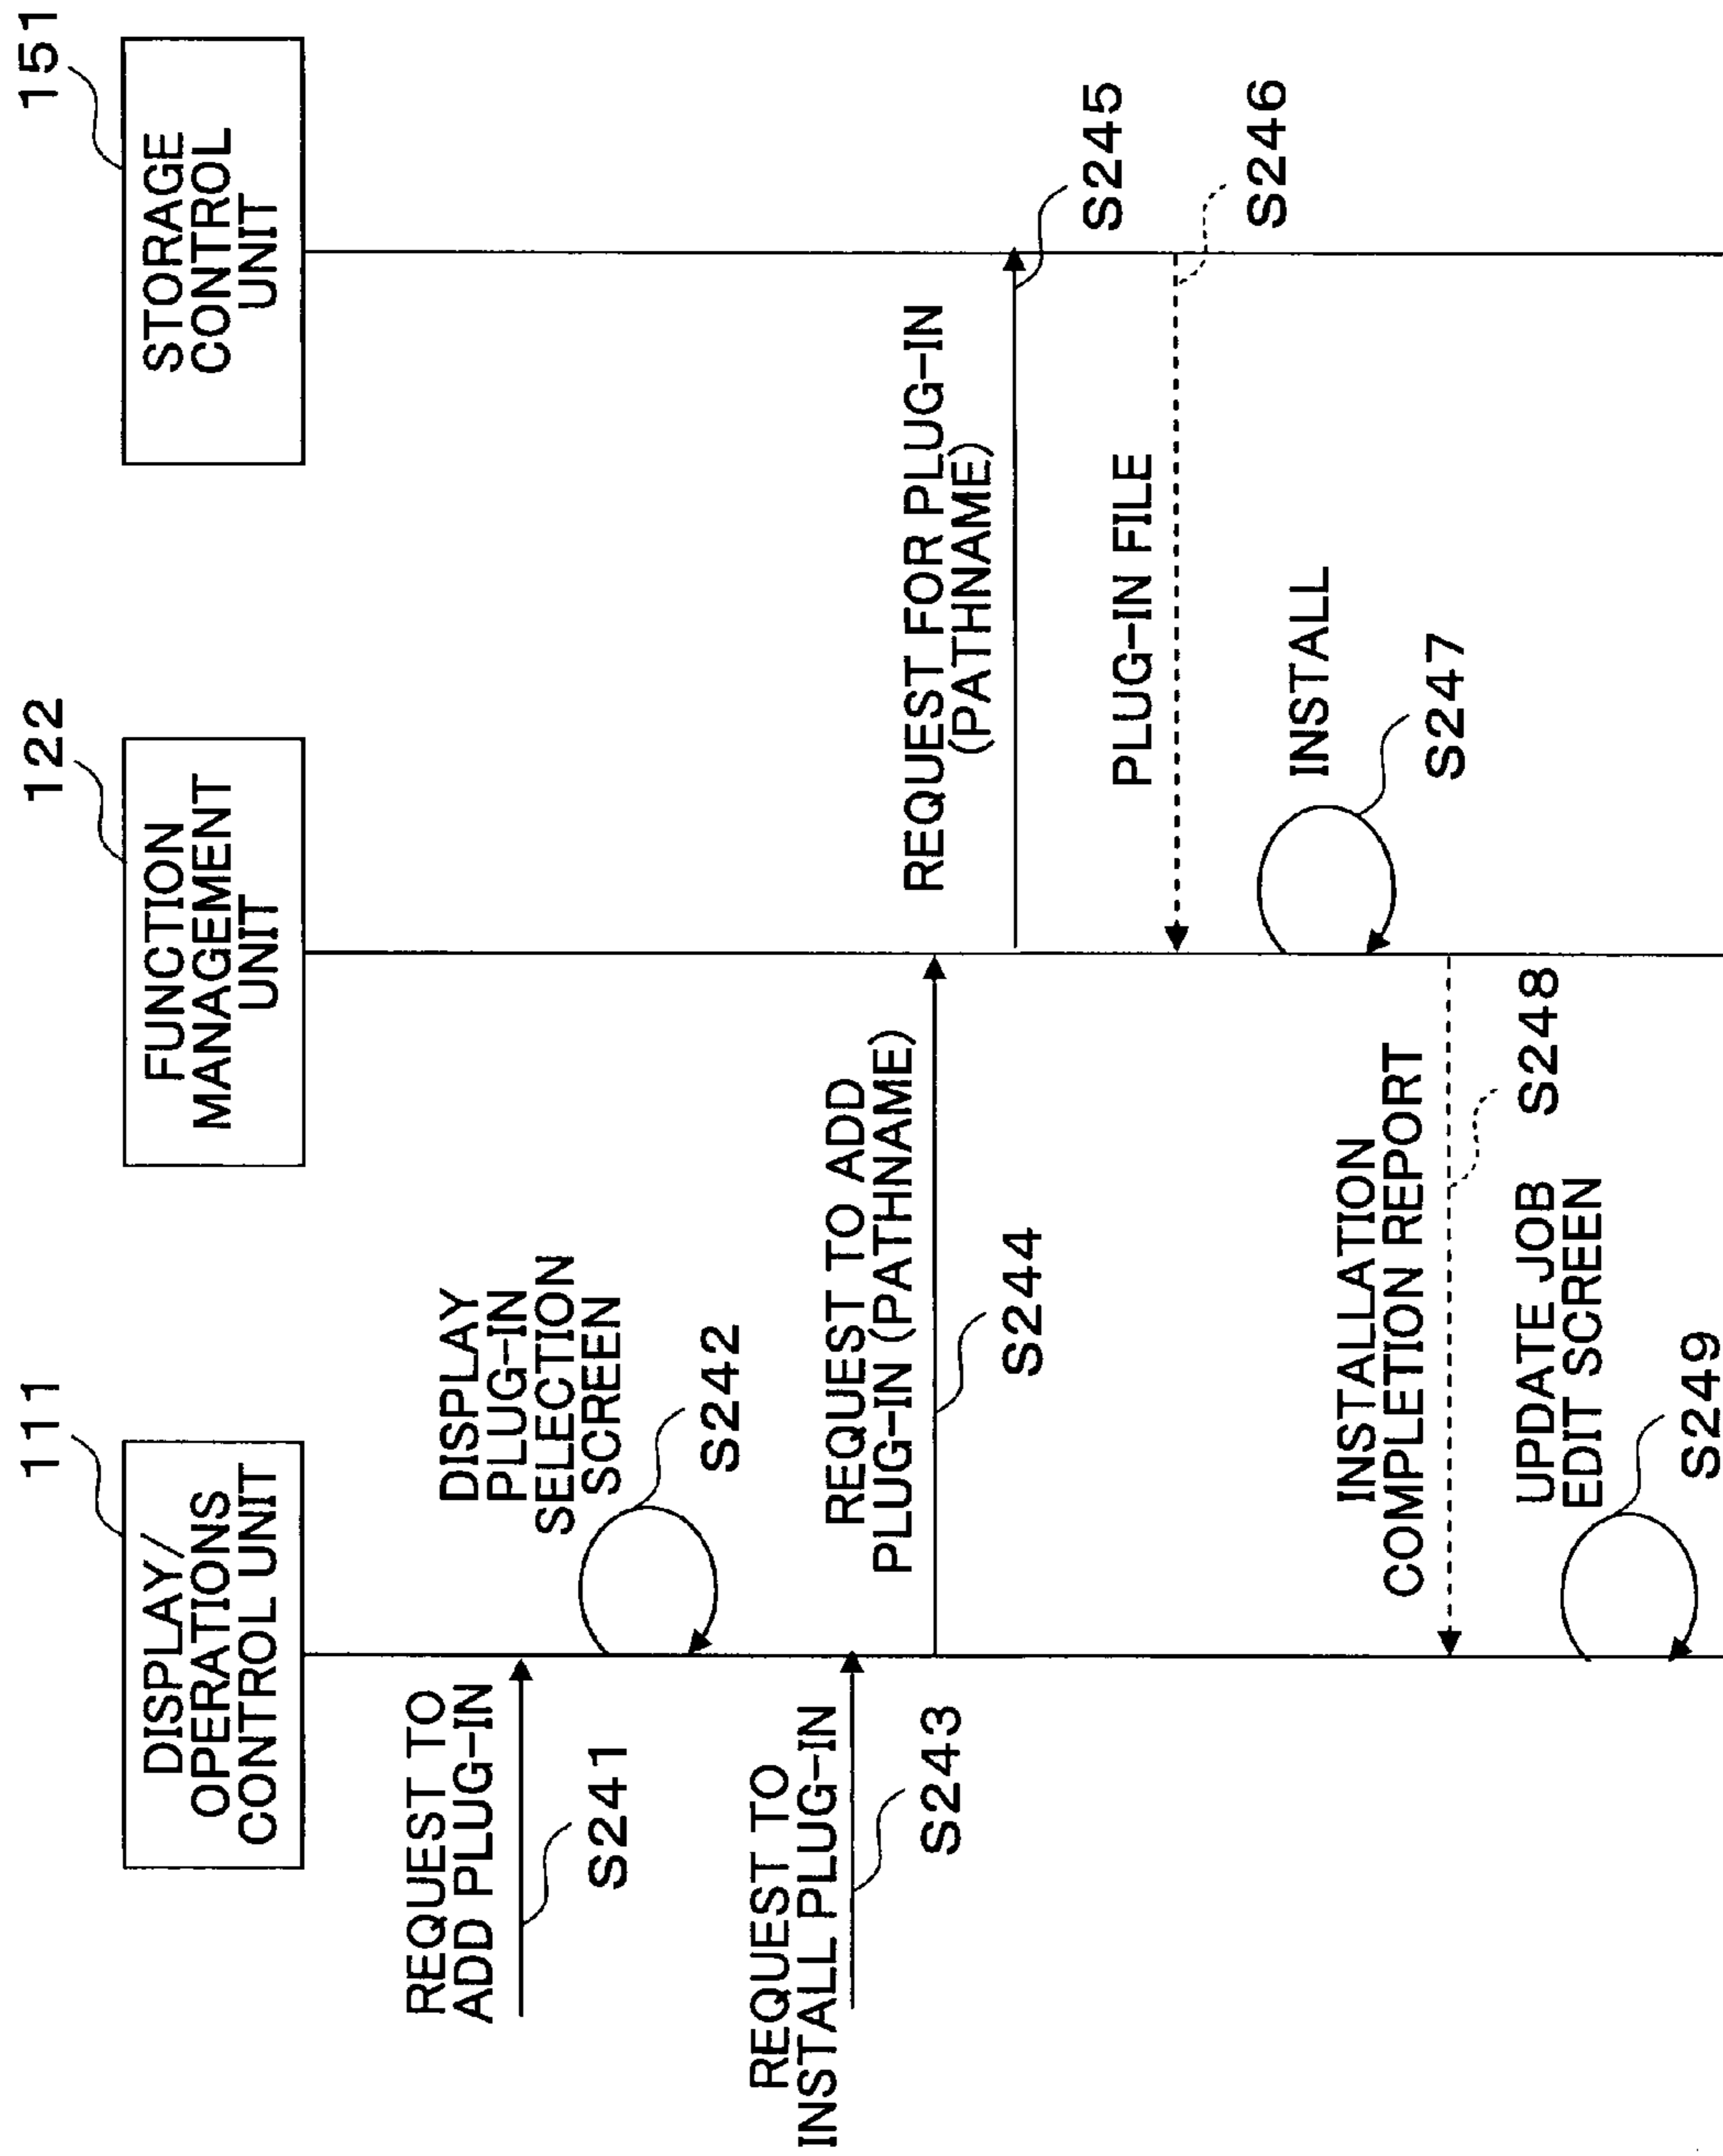 111
DISPLAY/
OPERATIONS
CONTROL UNIT
122
FUNCTION
MANAGEMENT
UNIT
151
STORAGE
CONTROL
UNIT
REQUEST TO
ADD PLUG-IN
S241
DISPLAY
PLUG-IN
SELECTION
SCREEN
S242
REQUEST TO
INSTALL PLUG-IN
S243
REQUEST TO ADD
PLUG-IN (PATHNAME)
S244
REQUEST FOR PLUG-IN
(PATHNAME)
S245
PLUG-IN FILE
S246
INSTALL
S247
INSTALLATION
COMPLETION REPORT
S248
UPDATE JOB
EDIT SCREEN
S249